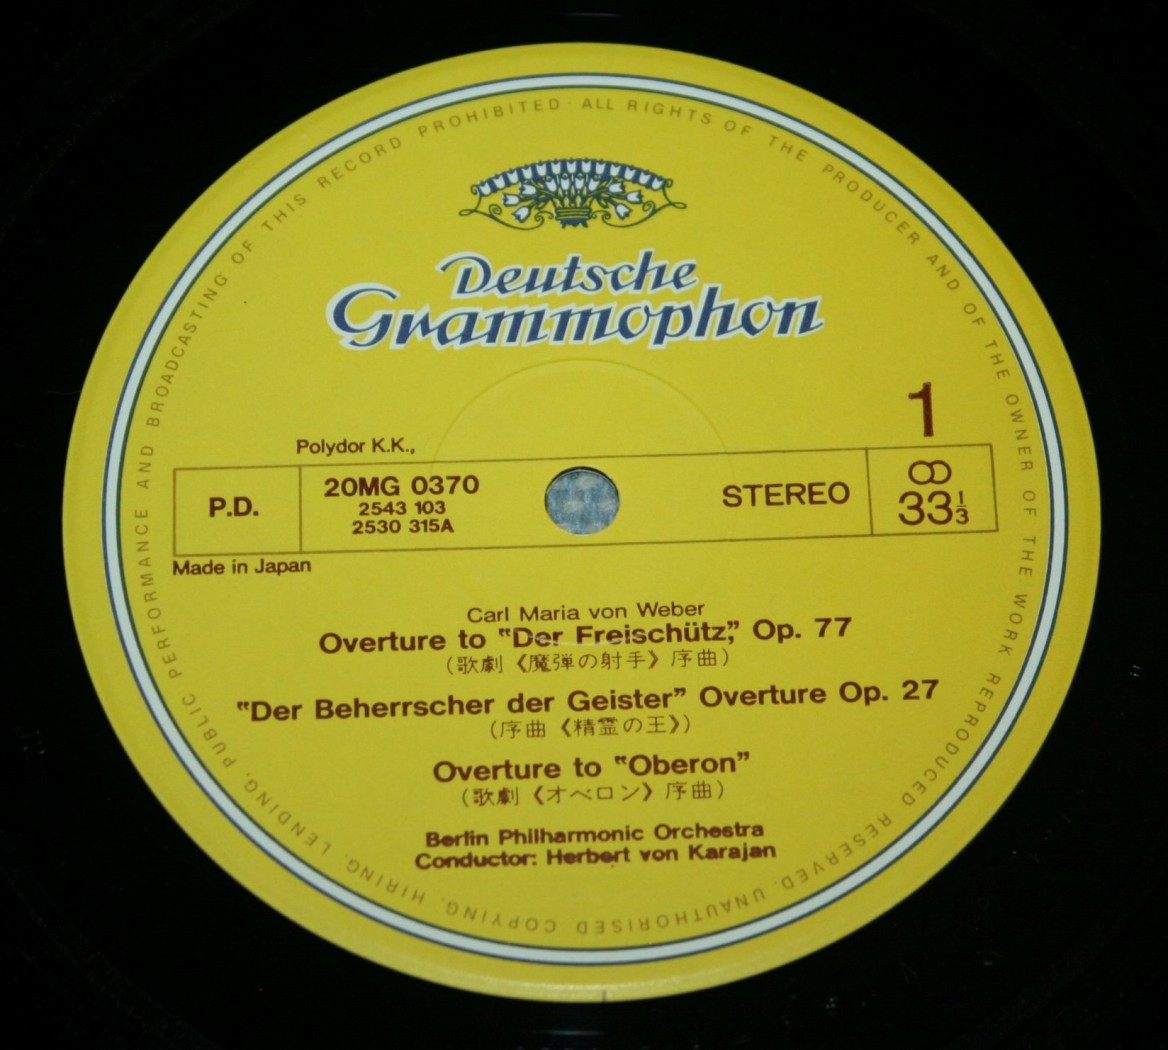 PUBLIC PERFORMANCE AND BROADCASTING OF THIS RECORD PROHIBITED · ALL RIGHTS OF THE PRODUCER AND OF THE OWNER OF THE WORK REPRODUCED RESERVED. UNAUTHORISED COPYING, HIRING, LENDING,
Deutsche
Grammophon
1
Polydor K.K.,
P.D.
20MG 0370
2543 103
2530 315A
STEREO
33 1/3
Made in Japan
Carl Maria von Weber
Overture to "Der Freischütz," Op. 77
(歌劇《魔弾の射手》序曲)
"Der Beherrscher der Geister" Overture Op. 27
(序曲《精霊の王》)
Overture to "Oberon"
(歌劇《オベロン》序曲)
Berlin Philharmonic Orchestra
Conductor: Herbert von Karajan